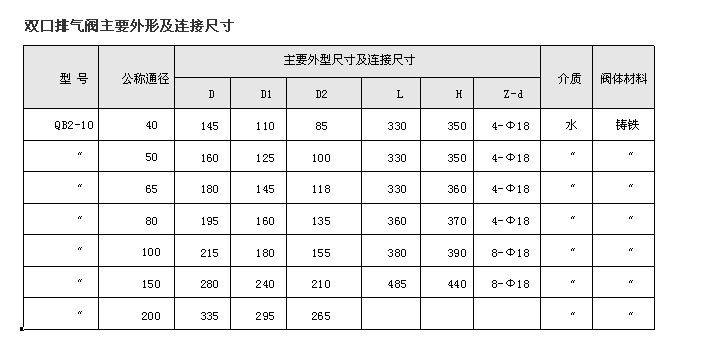 双口排气阀主要外形及连接尺寸
型 号 公称通径 主要外型尺寸及连接尺寸 介质 阀体材料
D D1 D2 L H Z-d
QB2-10 40 145 110 85 330 350 4-Φ18 水 铸铁
〃 50 160 125 100 330 350 4-Φ18 〃 〃
〃 65 180 145 118 330 360 4-Φ18 〃 〃
〃 80 195 160 135 360 370 4-Φ18 〃 〃
〃 100 215 180 155 380 390 8-Φ18 〃 〃
〃 150 280 240 210 485 440 8-Φ18 〃 〃
〃 200 335 295 265 〃 〃